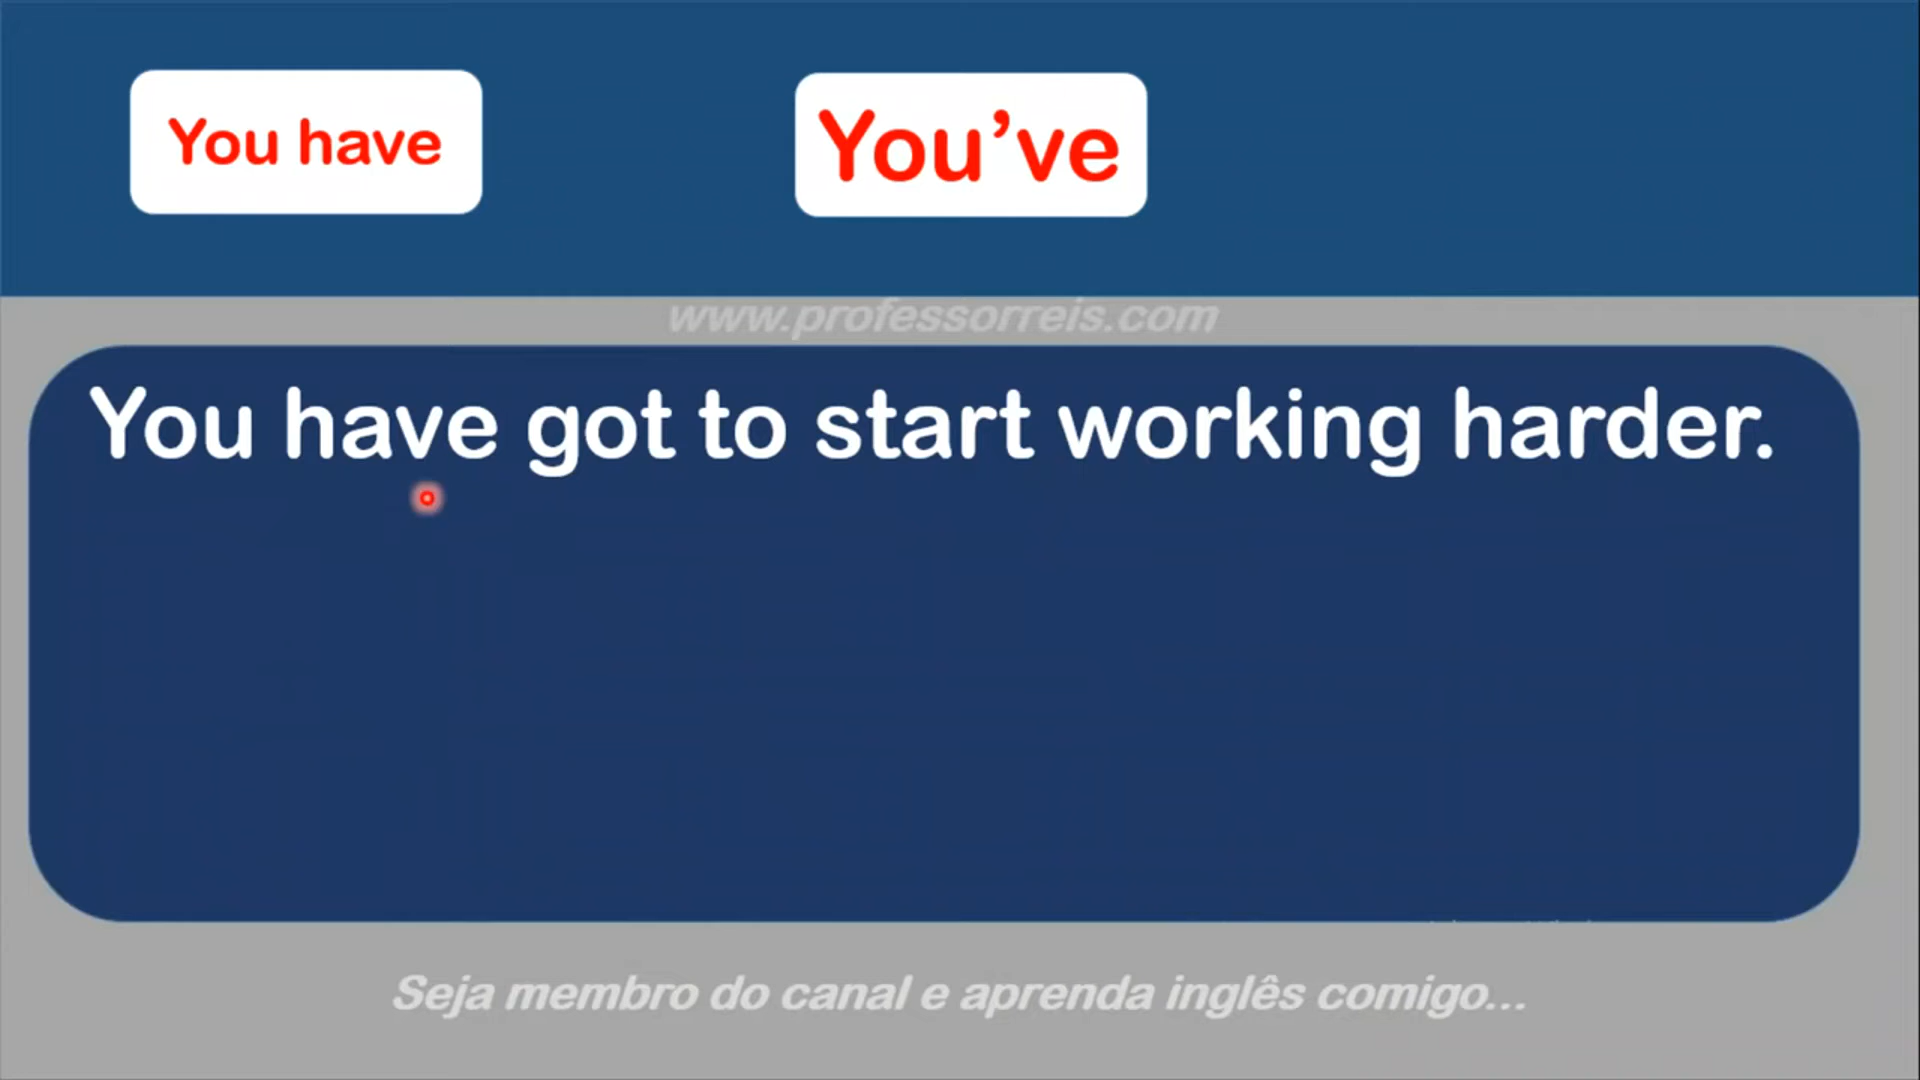 You have
You’ve
www.professorreis.com
You have got to start working harder.
Seja membro do canal e aprenda inglês comigo...